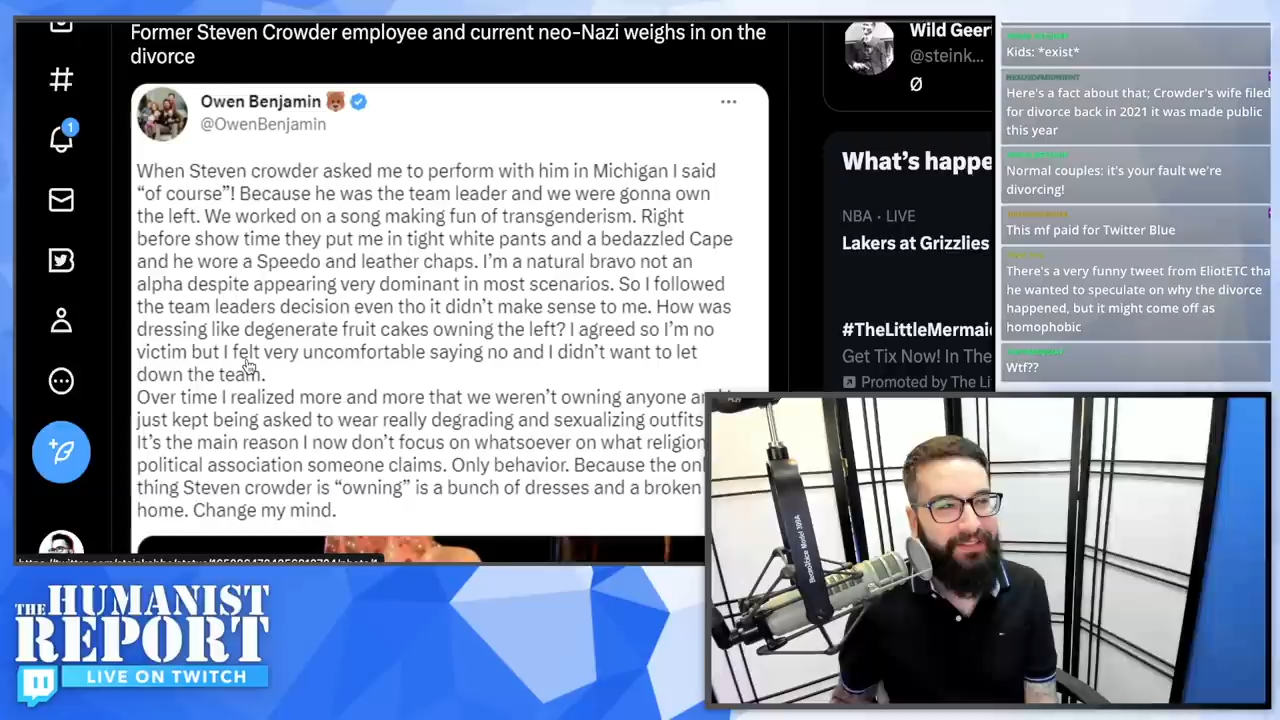 Former Steven Crowder employee and current neo-Nazi weighs in on the
divorce
Owen Benjamin
@OwenBenjamin
When Steven crowder asked me to perform with him in Michigan I said
“of course”! Because he was the team leader and we were gonna own
the left. We worked on a song making fun of transgenderism. Right
before show time they put me in tight white pants and a bedazzled Cape
and he wore a Speedo and leather chaps. I’m a natural bravo not an
alpha despite appearing very dominant in most scenarios. So I followed
the team leaders decision even tho it didn’t make sense to me. How was
dressing like degenerate fruit cakes owning the left? I agreed so I’m no
victim but I felt very uncomfortable saying no and I didn’t want to let
down the team.
Over time I realized more and more that we weren’t owning anyone
just kept being asked to wear really degrading and sexualizing outfits
It’s the main reason I now don’t focus on whatsoever on what religion
political association someone claims. Only behavior. Because the
thing Steven crowder is “owning” is a bunch of dresses and a broken
home. Change my mind.
1
Wild Geer
@steink...
Ø
What’s happe
NBA · LIVE
Lakers at Grizzlies
#TheLittleMermai
Get Tix Now! In The
Promoted by The Li
Kids: *exist*
Here's a fact about that; Crowder's wife filed
for divorce back in 2021 it was made public
this year
Normal couples: it's your fault we're
divorcing!
This mf paid for Twitter Blue
There's a very funny tweet from EliotETC tha
he wanted to speculate on why the divorce
happened, but it might come off as
homophobic
Wtf??
THE
HUMANIST
REPORT
LIVE ON TWITCH